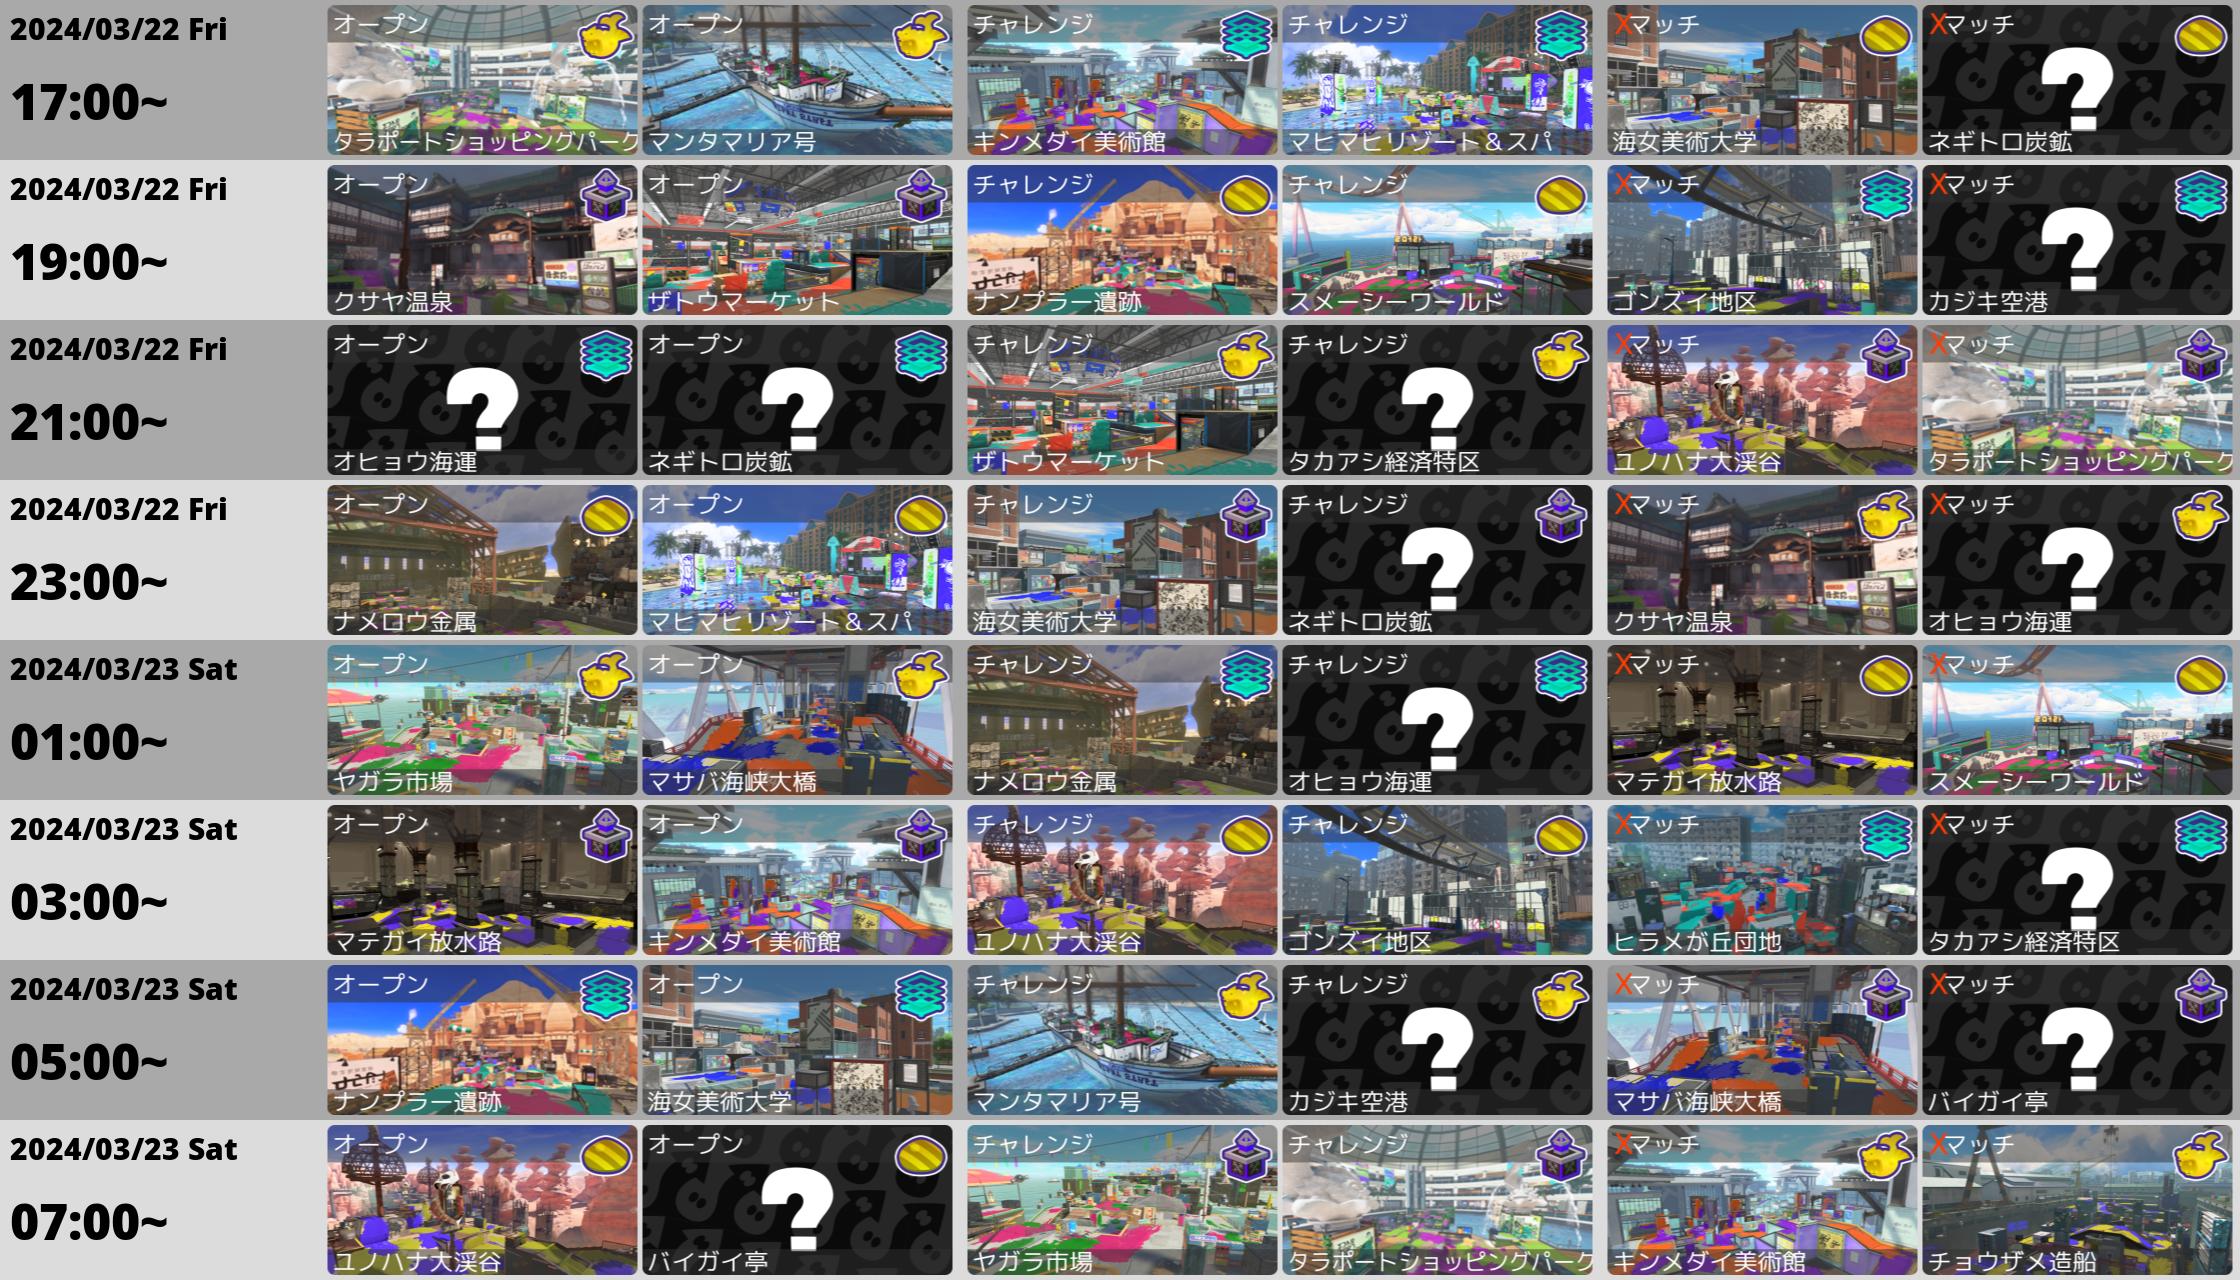 2024/03/22 Fri
17:00~
オープン
タラポートショッピングパーク
オープン
マンタマリア号
チャレンジ
キンメダイ美術館
チャレンジ
マヒマヒリゾート＆スパ
Xマッチ
海女美術大学
Xマッチ
?
ネギトロ炭鉱
2024/03/22 Fri
19:00~
オープン
クサヤ温泉
オープン
ザトウマーケット
チャレンジ
ナンプラー遺跡
チャレンジ
スメーシーワールド
Xマッチ
ゴンズイ地区
Xマッチ
?
カジキ空港
2024/03/22 Fri
21:00~
オープン
?
オヒョウ海運
オープン
?
ネギトロ炭鉱
チャレンジ
ザトウマーケット
チャレンジ
?
タカアシ経済特区
Xマッチ
ユノハナ大渓谷
Xマッチ
タラポートショッピングパーク
2024/03/22 Fri
23:00~
オープン
ナメロウ金属
オープン
マヒマヒリゾート＆スパ
チャレンジ
海女美術大学
チャレンジ
?
ネギトロ炭鉱
Xマッチ
クサヤ温泉
Xマッチ
?
オヒョウ海運
2024/03/23 Sat
01:00~
オープン
ヤガラ市場
オープン
マサバ海峡大橋
チャレンジ
ナメロウ金属
チャレンジ
?
オヒョウ海運
Xマッチ
マテガイ放水路
Xマッチ
スメーシーワールド
2024/03/23 Sat
03:00~
オープン
マテガイ放水路
オープン
キンメダイ美術館
チャレンジ
ユノハナ大渓谷
チャレンジ
ゴンズイ地区
Xマッチ
ヒラメが丘団地
Xマッチ
?
タカアシ経済特区
2024/03/23 Sat
05:00~
オープン
ナンプラー遺跡
オープン
海女美術大学
チャレンジ
マンタマリア号
チャレンジ
?
カジキ空港
Xマッチ
マサバ海峡大橋
Xマッチ
?
バイガイ亭
2024/03/23 Sat
07:00~
オープン
ユノハナ大渓谷
オープン
?
バイガイ亭
チャレンジ
ヤガラ市場
チャレンジ
タラポートショッピングパーク
Xマッチ
キンメダイ美術館
Xマッチ
チョウザメ造船